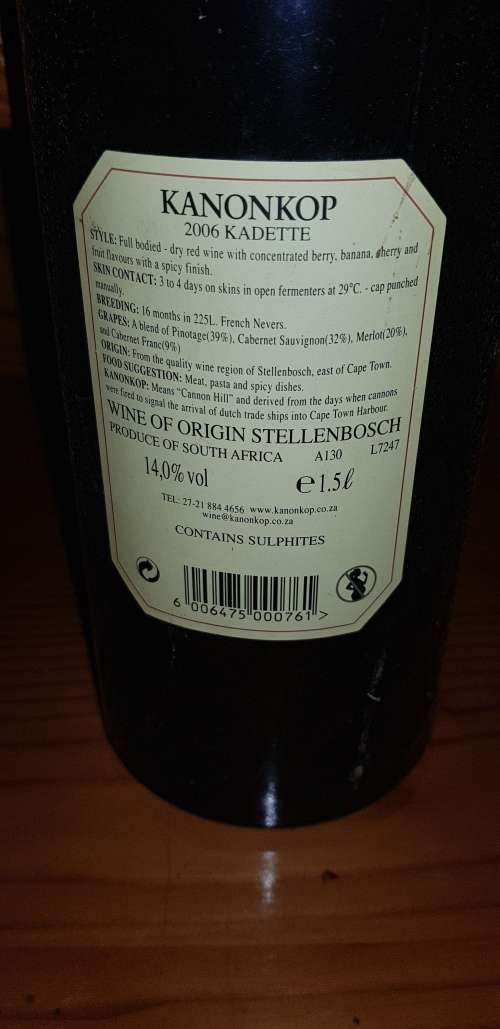 KANONKOP
2006 KADETTE
STYLE: Full bodied - dry red wine with concentrated berry, banana, sherry and
fruit flavours with a spicy finish.
SKIN CONTACT: 3 to 4 days on skins in open fermenters at 29°C. - cap punched
manually.
BREEDING: 16 months in 225L. French Nevers.
GRAPES: A blend of Pinotage(39%), Cabernet Sauvignon(32%), Merlot(20%),
and Cabernet Franc(9%)
ORIGIN: From the quality wine region of Stellenbosch, east of Cape Town.
FOOD SUGGESTION: Meat, pasta and spicy dishes.
KANONKOP: Means "Cannon Hill" and derived from the days when cannons
were fired to signal the arrival of dutch trade ships into Cape Town Harbour.
WINE OF ORIGIN STELLENBOSCH
PRODUCE OF SOUTH AFRICA A130 L7247
14,0% vol e 1.5ℓ
TEL: 27-21 884 4656 www.kanonkop.co.za
wine@kanonkop.co.za
CONTAINS SULPHITES
6 006475 000761 >